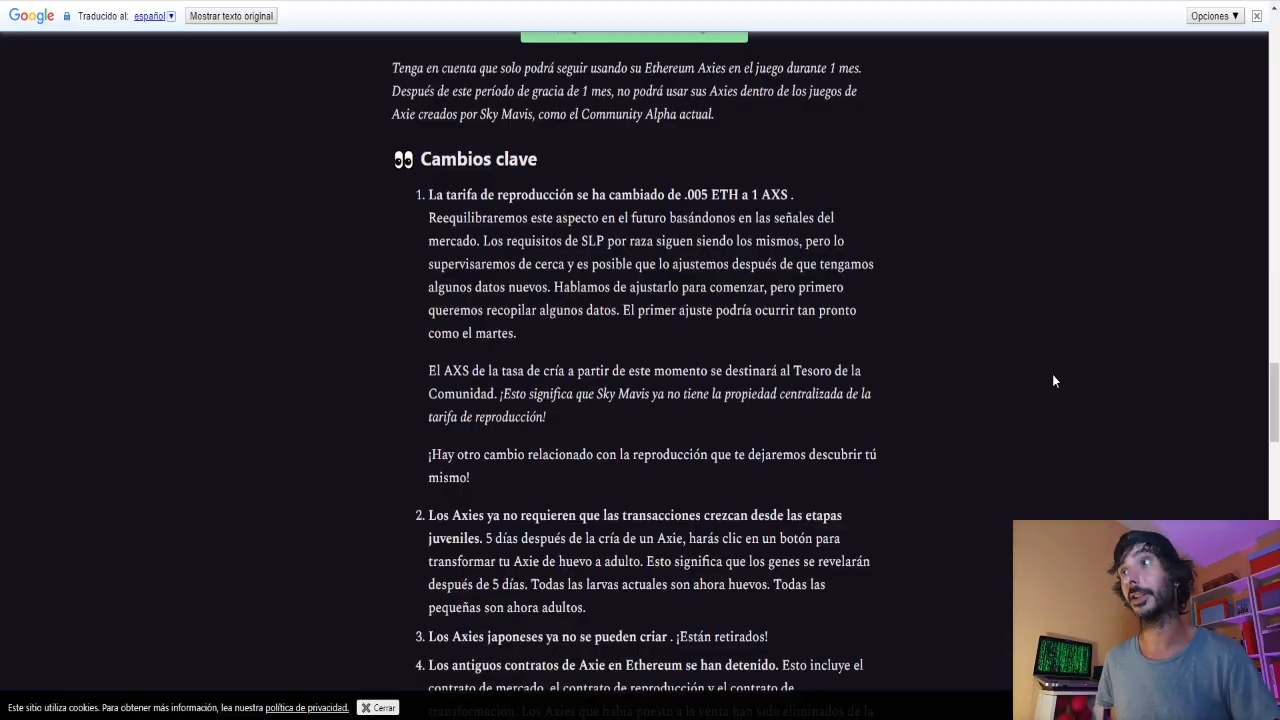 Google Traducido al: español Mostrar texto original Opciones ▼
Tenga en cuenta que solo podrá seguir usando su Ethereum Axies en el juego durante 1 mes.
Después de este período de gracia de 1 mes, no podrá usar sus Axies dentro de los juegos de
Axie creados por Sky Mavis, como el Community Alpha actual.
👀 Cambios clave
1. La tarifa de reproducción se ha cambiado de .005 ETH a 1 AXS .
Reequilibraremos este aspecto en el futuro basándonos en las señales del
mercado. Los requisitos de SLP por raza siguen siendo los mismos, pero lo
supervisaremos de cerca y es posible que lo ajustemos después de que tengamos
algunos datos nuevos. Hablamos de ajustarlo para comenzar, pero primero
queremos recopilar algunos datos. El primer ajuste podría ocurrir tan pronto
como el martes.
El AXS de la tasa de cría a partir de este momento se destinará al Tesoro de la
Comunidad. ¡Esto significa que Sky Mavis ya no tiene la propiedad centralizada de la
tarifa de reproducción!
¡Hay otro cambio relacionado con la reproducción que te dejaremos descubrir tú
mismo!
2. Los Axies ya no requieren que las transacciones crezcan desde las etapas
juveniles. 5 días después de la cría de un Axie, harás clic en un botón para
transformar tu Axie de huevo a adulto. Esto significa que los genes se revelarán
después de 5 días. Todas las larvas actuales son ahora huevos. Todas las
pequeñas son ahora adultos.
3. Los Axies japoneses ya no se pueden criar . ¡Están retirados!
4. Los antiguos contratos de Axie en Ethereum se han detenido. Esto incluye el
contrato de mercado, el contrato de reproducción y el contrato de
transformación. Los Axies que había puesto a la venta han sido eliminados de la
Este sitio utiliza cookies. Para obtener más información, lea nuestra política de privacidad. Cerrar